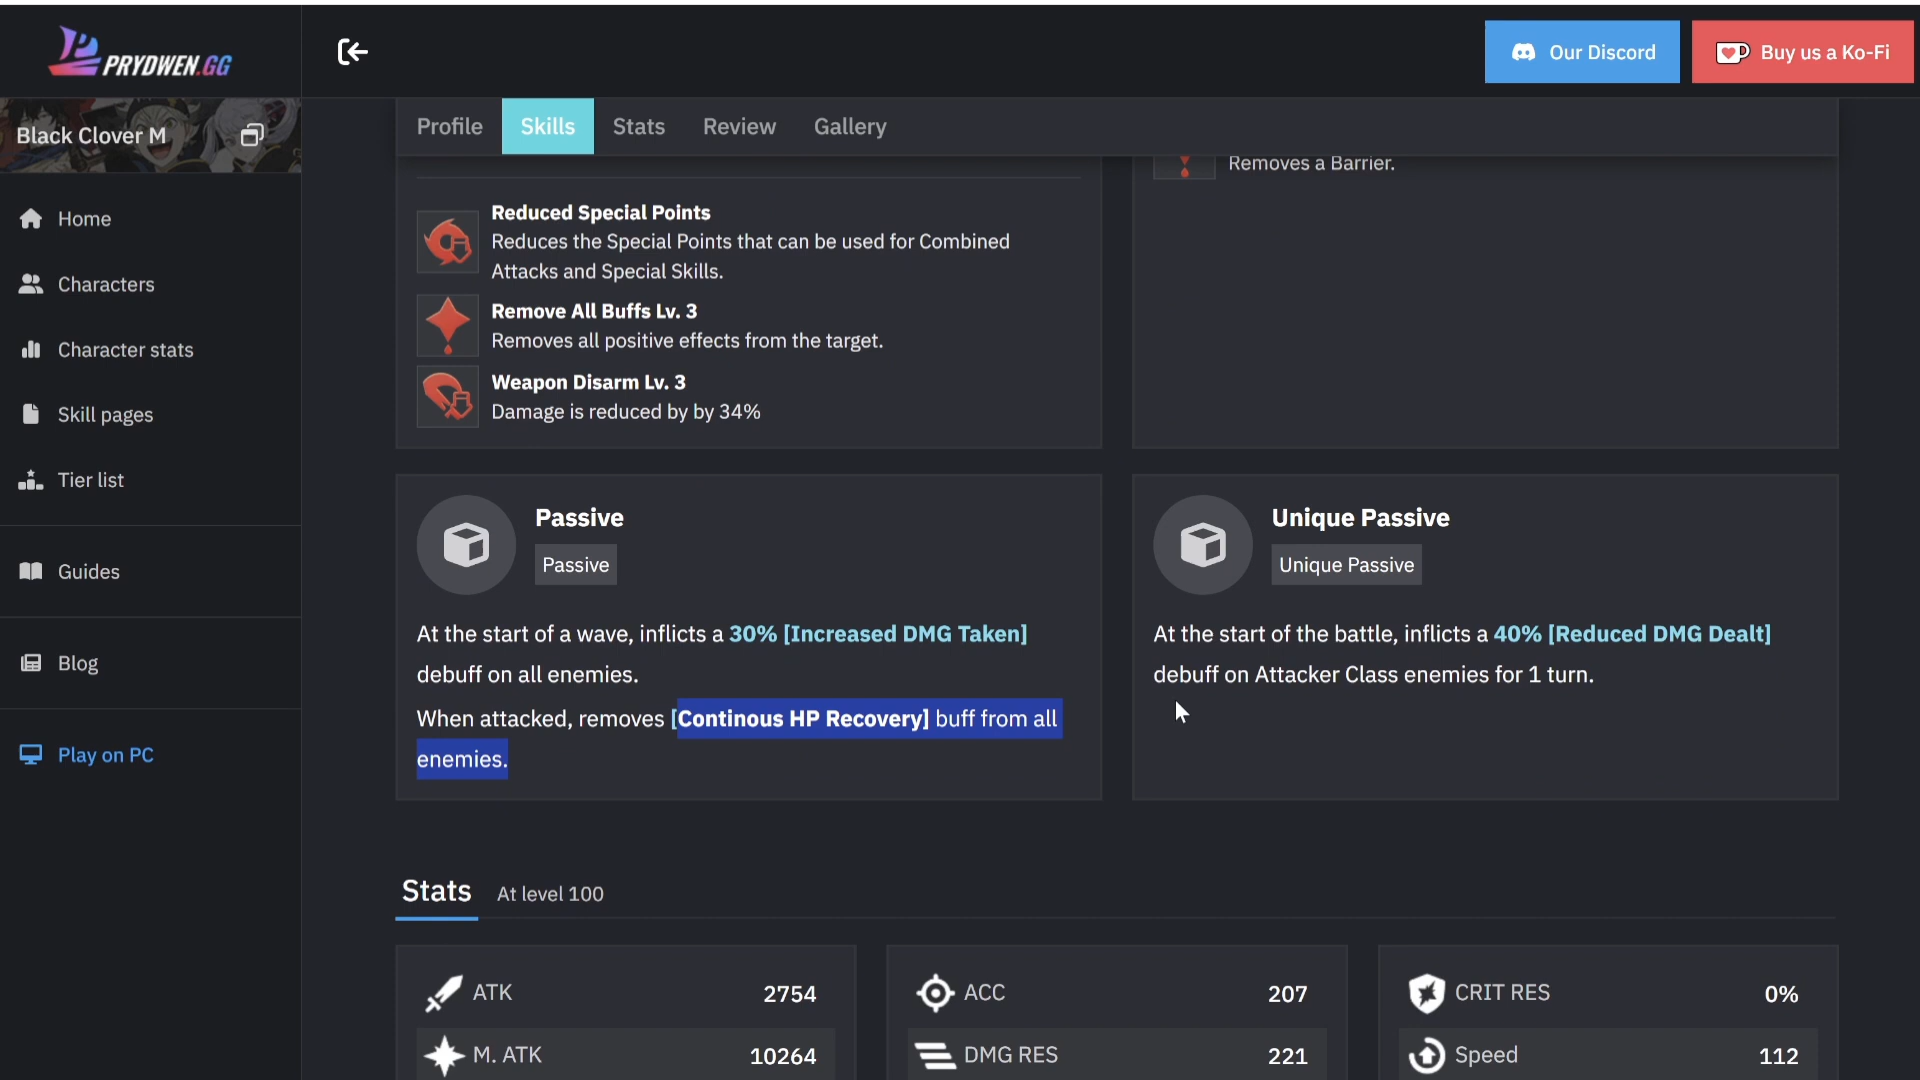 PRYDWEN.GG
Our Discord
Buy us a Ko-Fi
Black Clover M
Home
Characters
Character stats
Skill pages
Tier list
Guides
Blog
Play on PC
Profile
Skills
Stats
Review
Gallery
Reduced Special Points
Reduces the Special Points that can be used for Combined
Attacks and Special Skills.
Remove All Buffs Lv. 3
Removes all positive effects from the target.
Weapon Disarm Lv. 3
Damage is reduced by by 34%
Removes a Barrier.
Passive
Passive
At the start of a wave, inflicts a 30% [Increased DMG Taken]
debuff on all enemies.
When attacked, removes [Continous HP Recovery] buff from all
enemies.
Unique Passive
Unique Passive
At the start of the battle, inflicts a 40% [Reduced DMG Dealt]
debuff on Attacker Class enemies for 1 turn.
Stats At level 100
ATK 2754
M. ATK 10264
ACC 207
DMG RES 221
CRIT RES 0%
Speed 112